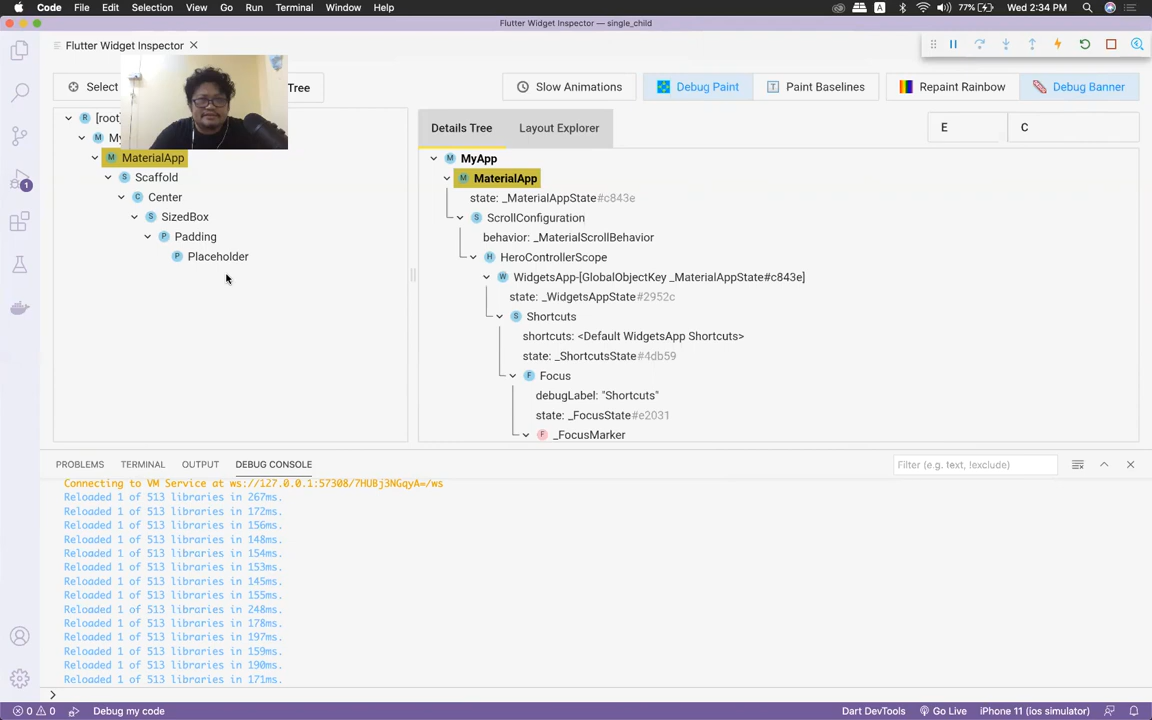 Code File Edit Selection View Go Run Terminal Window Help A 77% Wed 2:34 PM
Flutter Widget Inspector — single_child
Flutter Widget Inspector
Select Tree Slow Animations Debug Paint Paint Baselines Repaint Rainbow Debug Banner
Details Tree Layout Explorer E C
R [root
M My
M MaterialApp
S Scaffold
C Center
S SizedBox
P Padding
P Placeholder
M MyApp
M MaterialApp
state: _MaterialAppState#c843e
S ScrollConfiguration
behavior: _MaterialScrollBehavior
H HeroControllerScope
W WidgetsApp-[GlobalObjectKey _MaterialAppState#c843e]
state: _WidgetsAppState#2952c
S Shortcuts
shortcuts: <Default WidgetsApp Shortcuts>
state: _ShortcutsState#4db59
F Focus
debugLabel: "Shortcuts"
state: _FocusState#e2031
F _FocusMarker
1
PROBLEMS TERMINAL OUTPUT DEBUG CONSOLE Filter (e.g. text, !exclude)
Connecting to VM Service at ws://127.0.0.1:57308/7HUBj3NGqyA=/ws
Reloaded 1 of 513 libraries in 267ms.
Reloaded 1 of 513 libraries in 172ms.
Reloaded 1 of 513 libraries in 156ms.
Reloaded 1 of 513 libraries in 148ms.
Reloaded 1 of 513 libraries in 154ms.
Reloaded 1 of 513 libraries in 153ms.
Reloaded 1 of 513 libraries in 145ms.
Reloaded 1 of 513 libraries in 155ms.
Reloaded 1 of 513 libraries in 248ms.
Reloaded 1 of 513 libraries in 178ms.
Reloaded 1 of 513 libraries in 197ms.
Reloaded 1 of 513 libraries in 159ms.
Reloaded 1 of 513 libraries in 190ms.
Reloaded 1 of 513 libraries in 171ms.
>
0 0 Debug my code Dart DevTools Go Live iPhone 11 (ios simulator)